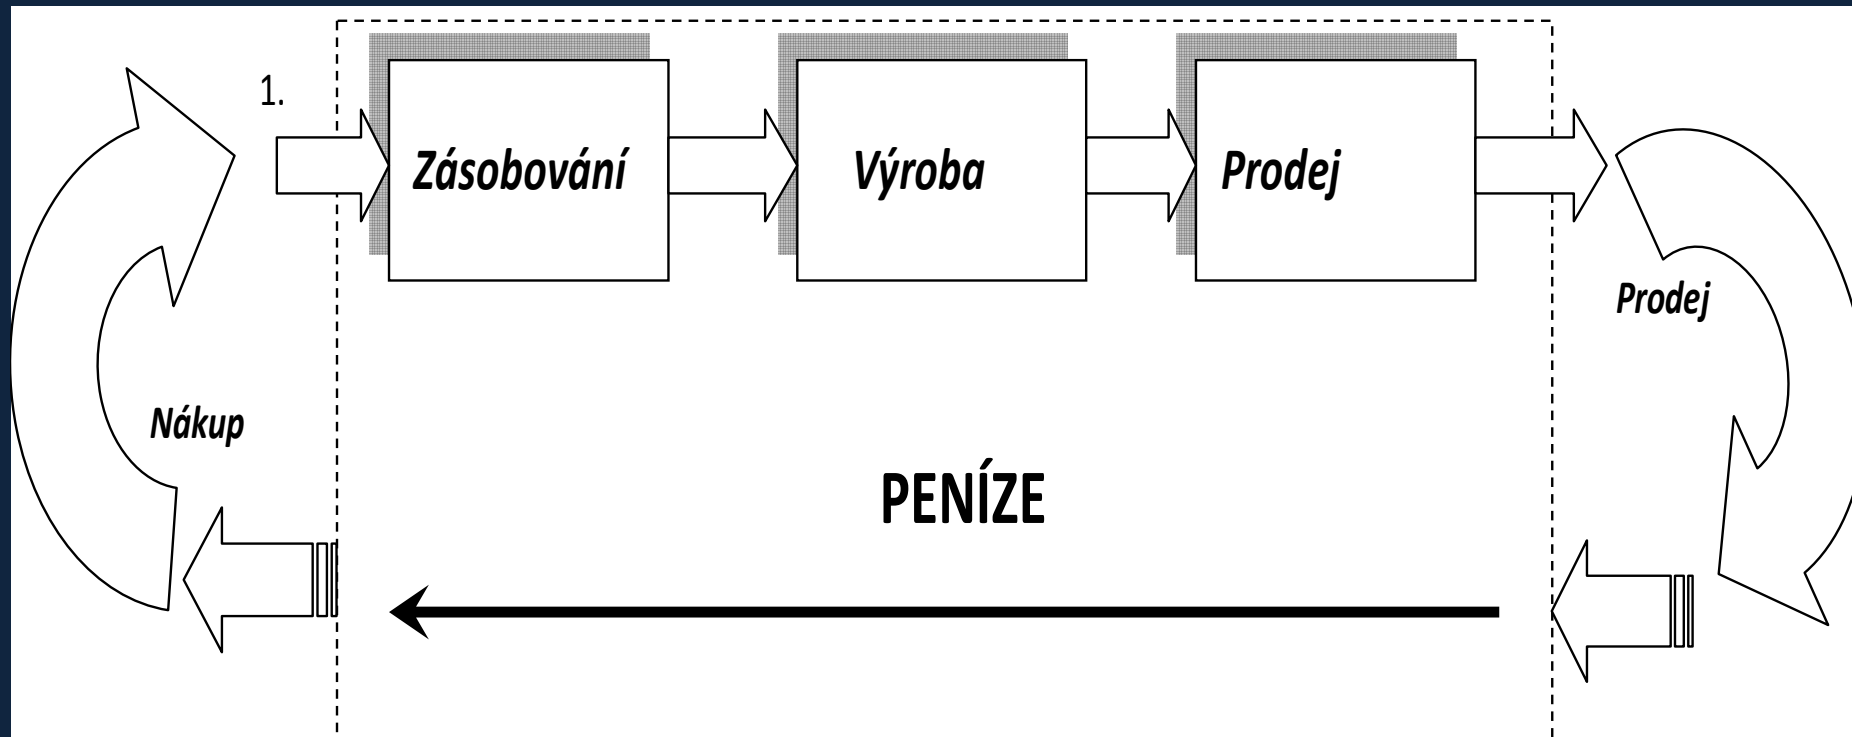 1.
Zásobování
Výroba
Prodej
Prodej
Nákup
PENÍZE